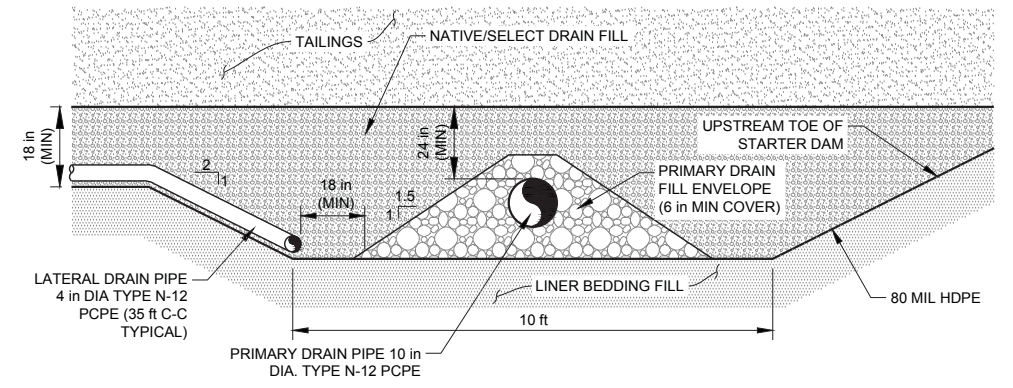 TAILINGS
NATIVE/SELECT DRAIN FILL
18 in
(MIN)
24 in
(MIN)
UPSTREAM TOE OF
STARTER DAM
2
1
18 in
(MIN)
1.5
1
PRIMARY DRAIN
FILL ENVELOPE
(6 in MIN COVER)
LATERAL DRAIN PIPE
4 in DIA TYPE N-12
PCPE (35 ft C-C
TYPICAL)
LINER BEDDING FILL
80 MIL HDPE
10 ft
PRIMARY DRAIN PIPE 10 in
DIA. TYPE N-12 PCPE